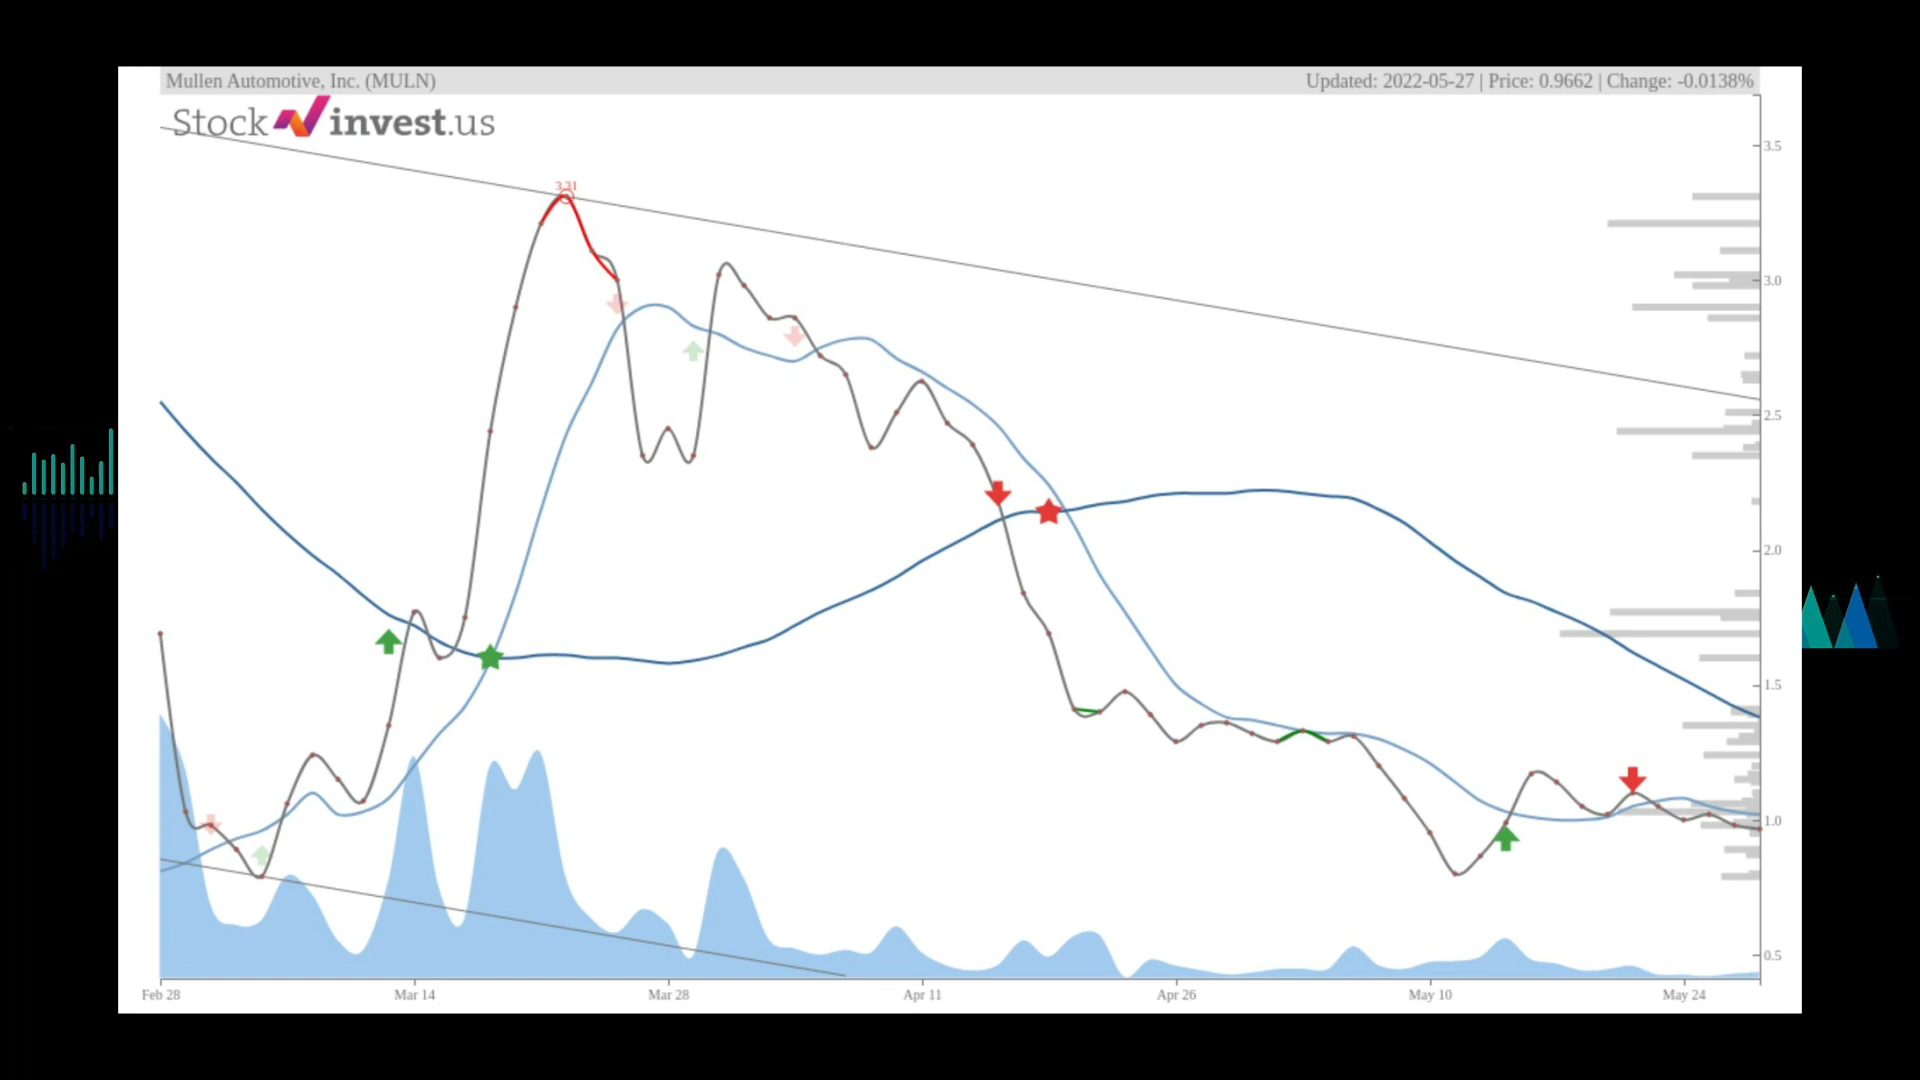 Mullen Automotive, Inc. (MULN)
Updated: 2022-05-27 | Price: 0.9662 | Change: -0.0138%
Stock invest.us
3.31
3.5
3.0
2.5
2.0
1.5
1.0
0.5
Feb 28
Mar 14
Mar 28
Apr 11
Apr 26
May 10
May 24